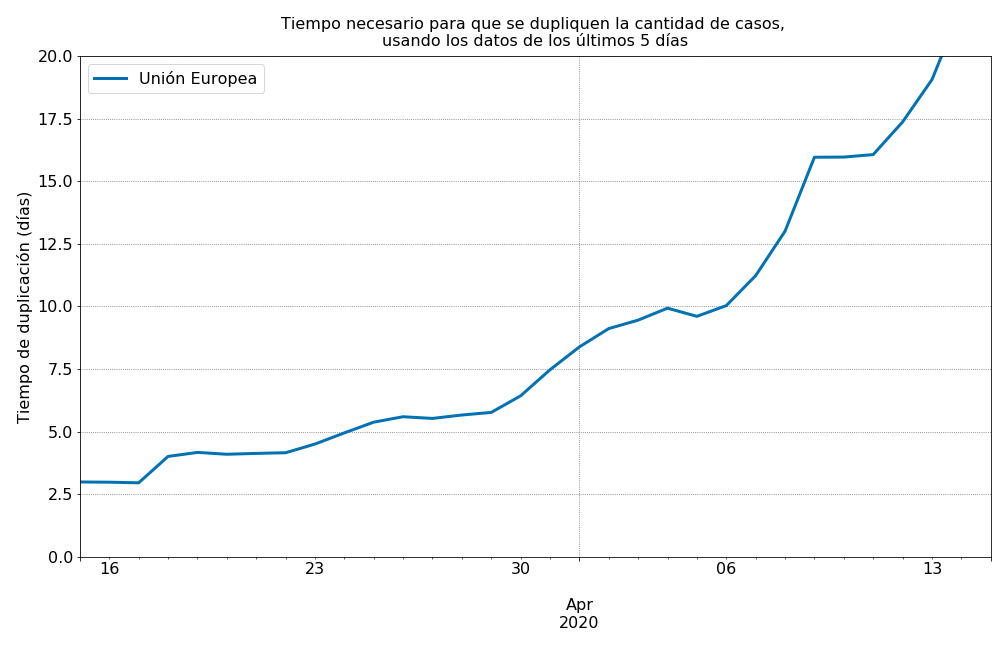 Tiempo necesario para que se dupliquen la cantidad de casos,
usando los datos de los últimos 5 días
Unión Europea
Tiempo de duplicación (días)
20.0
17.5
15.0
12.5
10.0
7.5
5.0
2.5
0.0
16 23 30 06 13
Apr
2020